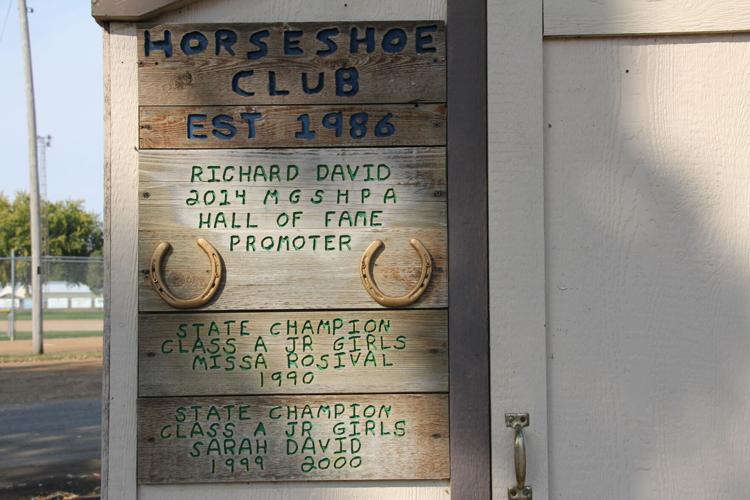 HORSESHOE
CLUB
EST 1986
RICHARD DAVID
2014 MGSHPA
HALL OF FAME
PROMOTER
STATE CHAMPION
CLASS A JR GIRLS
MISSA ROSIVAL
1990
STATE CHAMPION
CLASS A JR GIRLS
SARAH DAVID
1999 2000